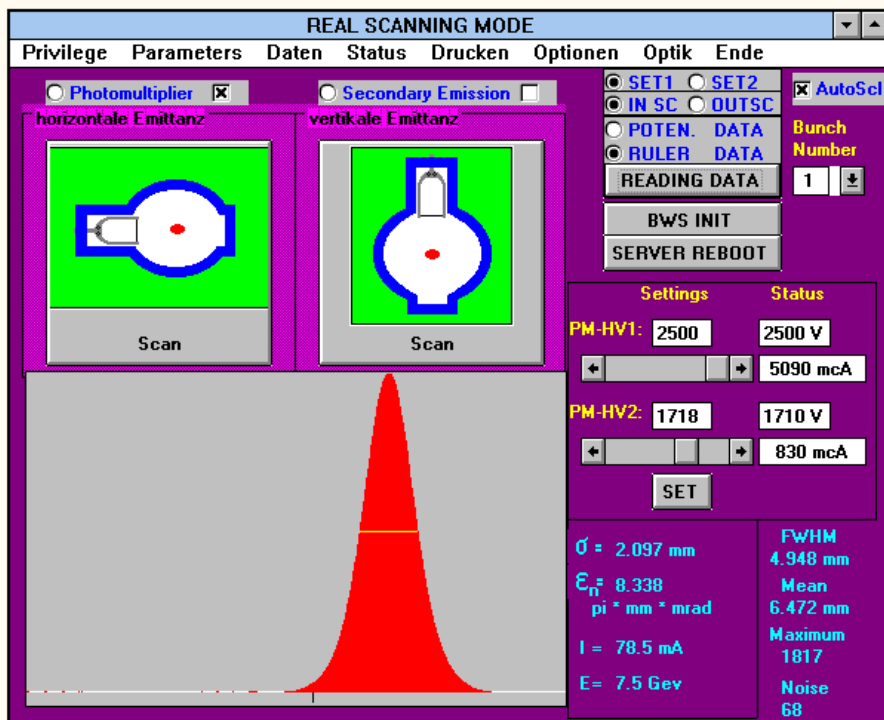 REAL SCANNING MODE
Privilege Parameters Daten Status Drucken Optionen Optik Ende
Photomultiplier
Secondary Emission
SET1 SET2
IN SC OUTSC
POTEN. DATA
RULER DATA
READING DATA
BWS INIT
SERVER REBOOT
AutoScl
Bunch
Number
1
horizontale Emittanz
vertikale Emittanz
Scan
Scan
Settings Status
PM-HV1: 2500 2500 V
5090 mcA
PM-HV2: 1718 1710 V
830 mcA
SET
σ = 2.097 mm
εn= 8.338
pi * mm * mrad
I = 78.5 mA
E= 7.5 Gev
FWHM
4.948 mm
Mean
6.472 mm
Maximum
1817
Noise
68